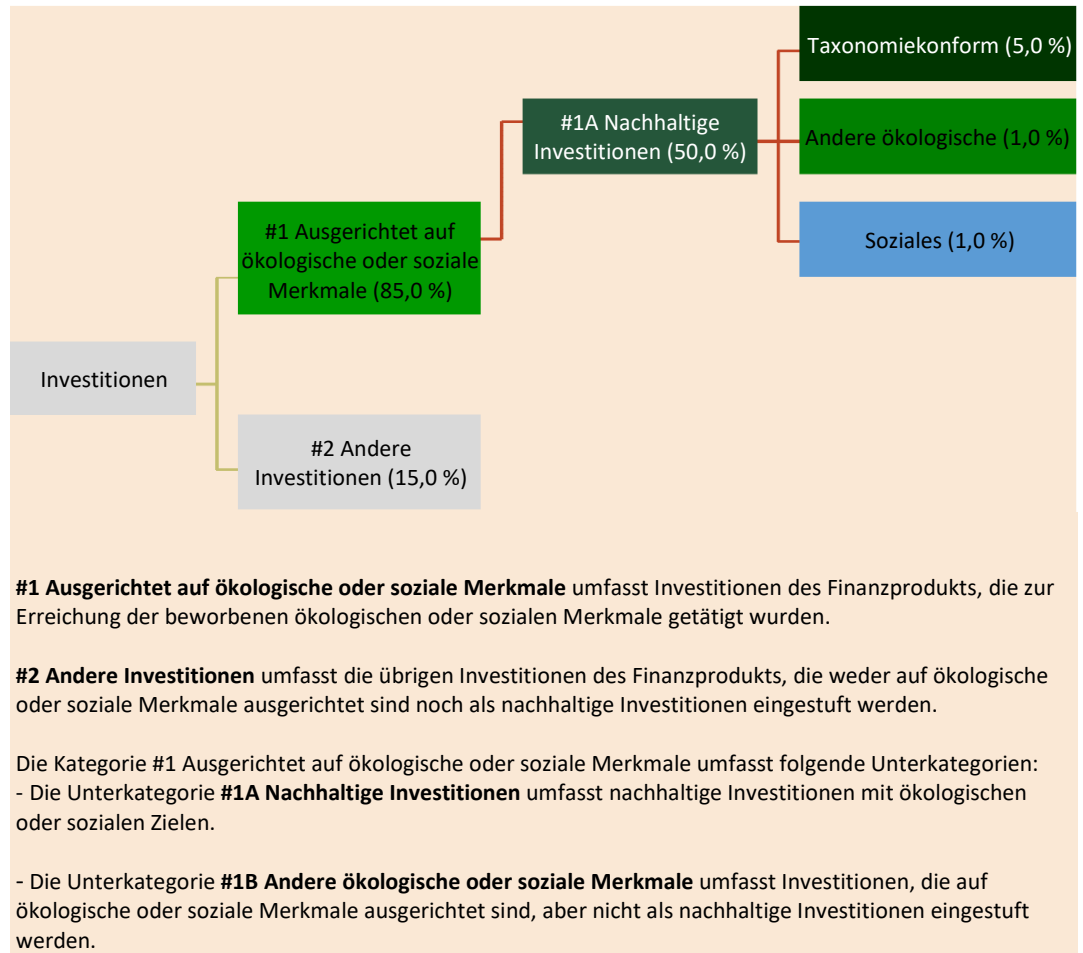 Taxonomiekonform (5,0 %)
#1A Nachhaltige
Investitionen (50,0 %)
Andere ökologische (1,0 %)
#1 Ausgerichtet auf
ökologische oder soziale
Merkmale (85,0 %)
Soziales (1,0 %)
Investitionen
#2 Andere
Investitionen (15,0 %)
#1 Ausgerichtet auf ökologische oder soziale Merkmale umfasst Investitionen des Finanzprodukts, die zur
Erreichung der beworbenen ökologischen oder sozialen Merkmale getätigt wurden.
#2 Andere Investitionen umfasst die übrigen Investitionen des Finanzprodukts, die weder auf ökologische
oder soziale Merkmale ausgerichtet sind noch als nachhaltige Investitionen eingestuft werden.
Die Kategorie #1 Ausgerichtet auf ökologische oder soziale Merkmale umfasst folgende Unterkategorien:
- Die Unterkategorie #1A Nachhaltige Investitionen umfasst nachhaltige Investitionen mit ökologischen
oder sozialen Zielen.
- Die Unterkategorie #1B Andere ökologische oder soziale Merkmale umfasst Investitionen, die auf
ökologische oder soziale Merkmale ausgerichtet sind, aber nicht als nachhaltige Investitionen eingestuft
werden.